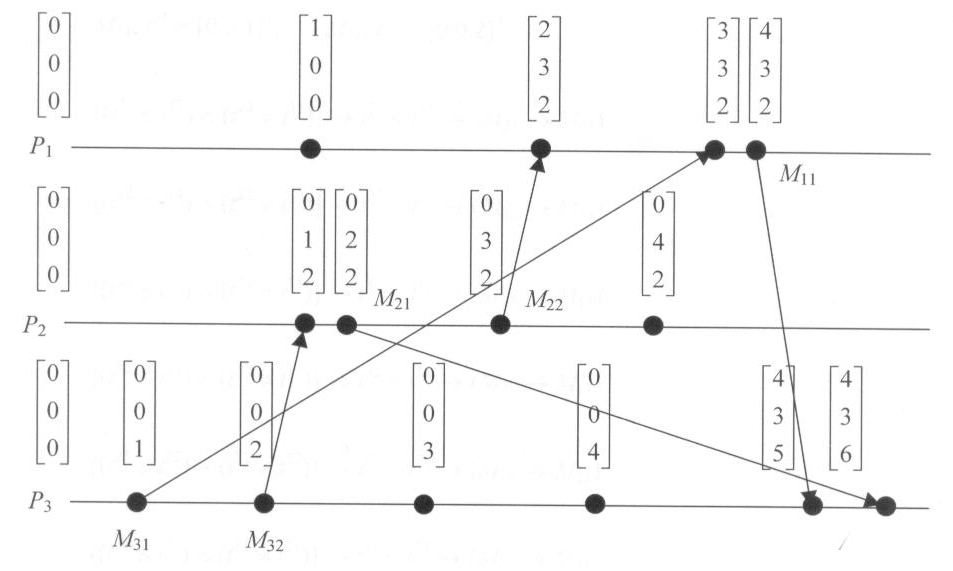 [0 0 0] [1 0 0] [2 3 2] [3 3 2] [4 3 2]
P1
M11
[0 0 0] [0 1 2] [0 2 2] [0 3 2] [0 4 2]
M21 M22
P2
[0 0 0] [0 0 1] [0 0 2] [0 0 3] [0 0 4] [4 3 5] [4 3 6]
P3
M31 M32